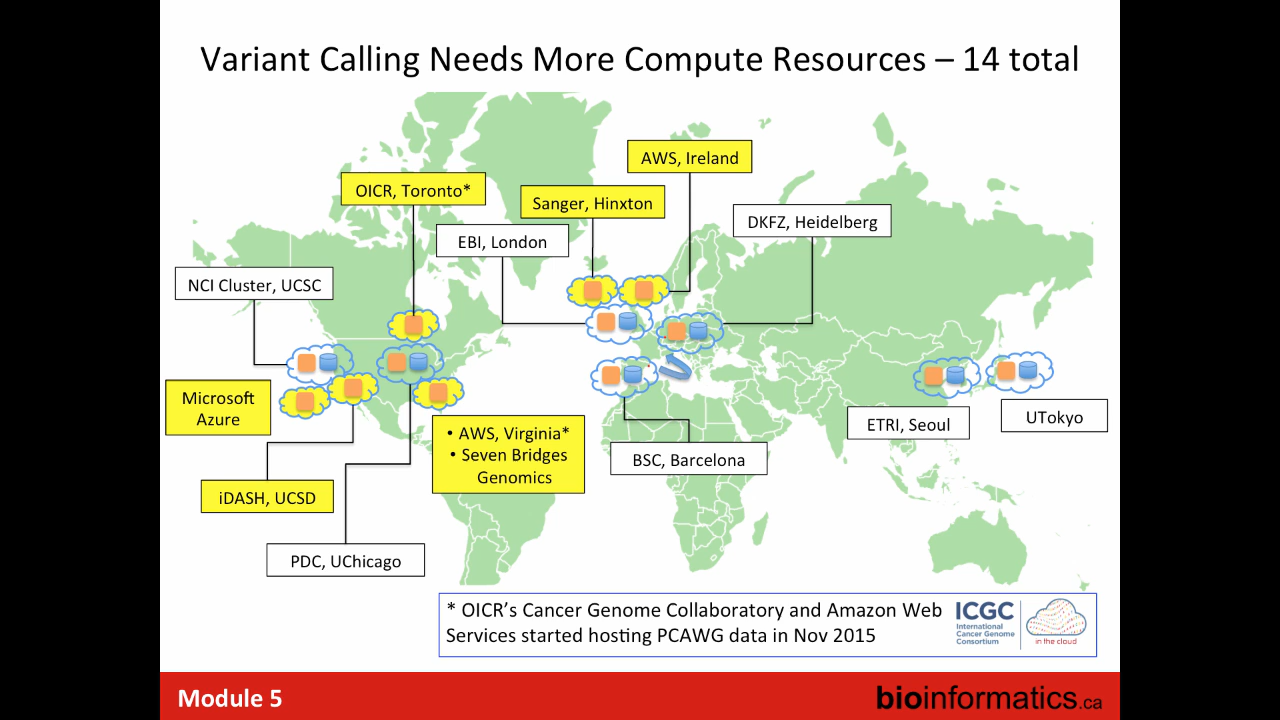 Variant Calling Needs More Compute Resources – 14 total
AWS, Ireland
OICR, Toronto*
Sanger, Hinxton
DKFZ, Heidelberg
EBI, London
NCI Cluster, UCSC
Microsoft
Azure
• AWS, Virginia*
• Seven Bridges
Genomics
ETRI, Seoul
UTokyo
BSC, Barcelona
iDASH, UCSD
PDC, UChicago
* OICR's Cancer Genome Collaboratory and Amazon Web
Services started hosting PCAWG data in Nov 2015
ICGC
International
Cancer Genome
Consortium
in the cloud
Module 5
bioinformatics.ca